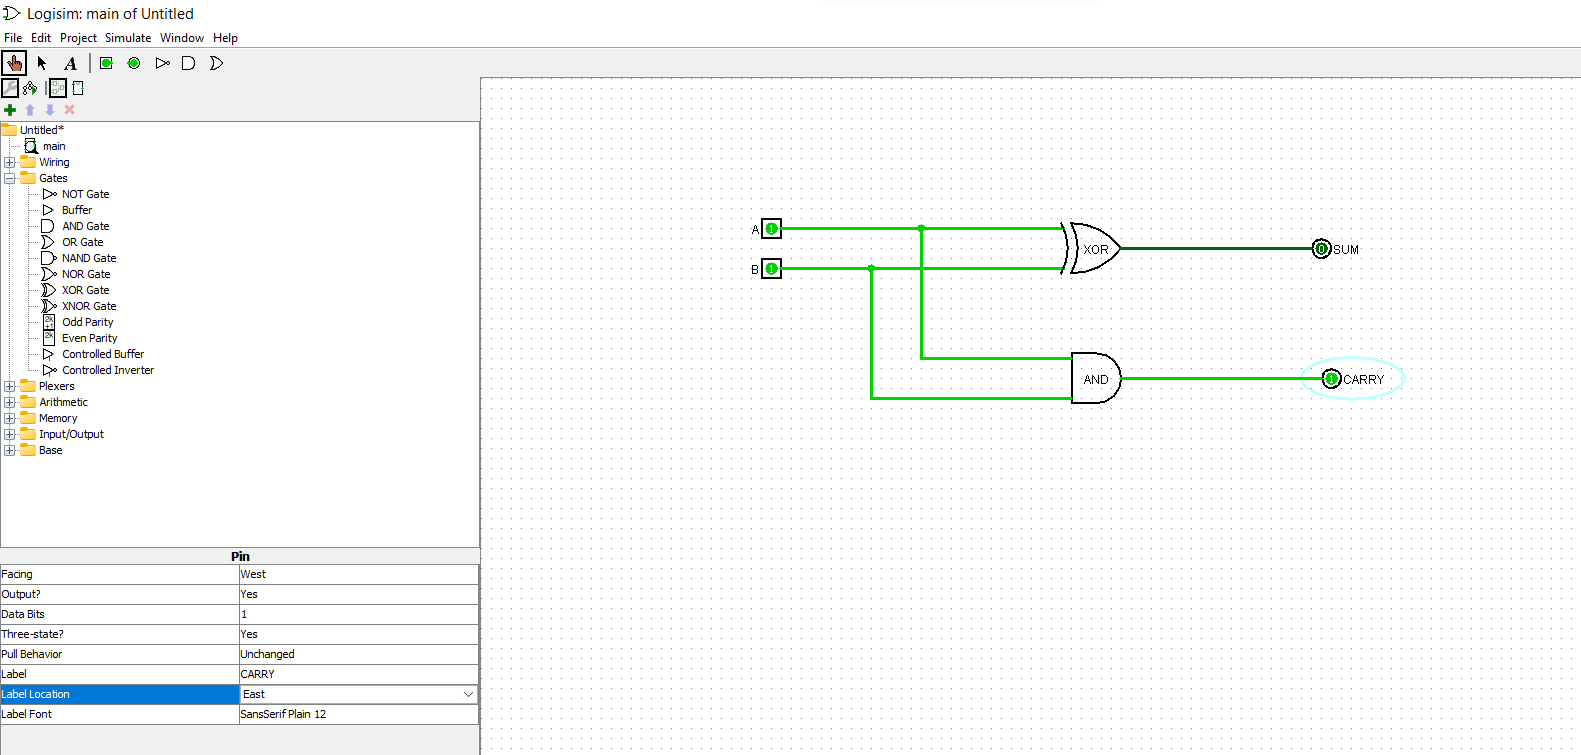 Logisim: main of Untitled
File Edit Project Simulate Window Help
A
Untitled*
main
Wiring
Gates
NOT Gate
Buffer
AND Gate
OR Gate
NAND Gate
NOR Gate
XOR Gate
XNOR Gate
Odd Parity
Even Parity
Controlled Buffer
Controlled Inverter
Plexers
Arithmetic
Memory
Input/Output
Base
Pin
Facing West
Output? Yes
Data Bits 1
Three-state? Yes
Pull Behavior Unchanged
Label CARRY
Label Location East
Label Font SansSerif Plain 12
A 1
B 1
XOR
0 SUM
AND
1 CARRY